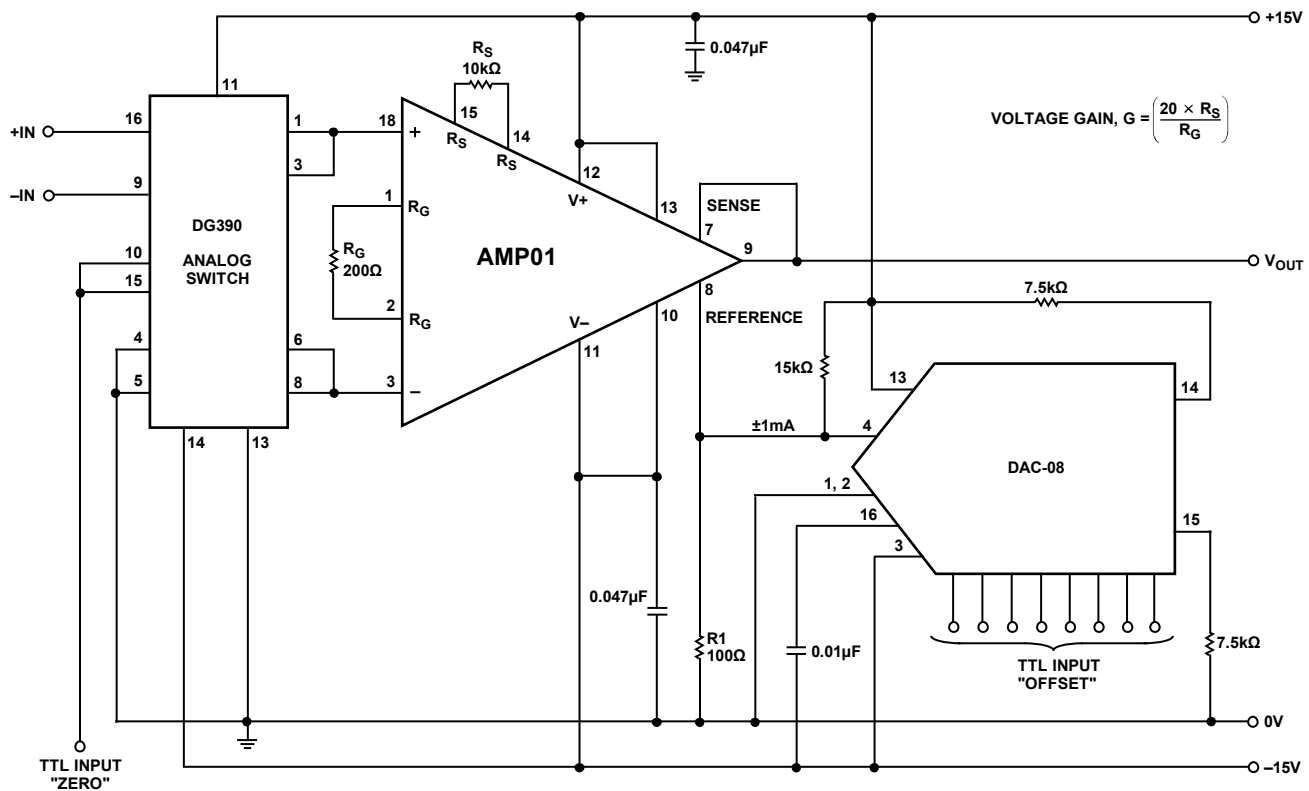 +15V
0.047µF
RS
10kΩ
11
15
RS
14
RS
VOLTAGE GAIN, G = (20 × RS / RG)
+IN
16
1
18
+
3
12
V+
–IN
9
13
SENSE
7
1
RG
DG390
ANALOG
SWITCH
RG
200Ω
AMP01
9
VOUT
10
15
2
RG
8
REFERENCE
7.5kΩ
10
V–
11
4
6
15kΩ
5
8
3
–
13
14
14
13
±1mA
4
DAC-08
1, 2
16
15
3
0.047µF
R1
100Ω
0.01µF
7.5kΩ
TTL INPUT
"OFFSET"
0V
TTL INPUT
"ZERO"
–15V